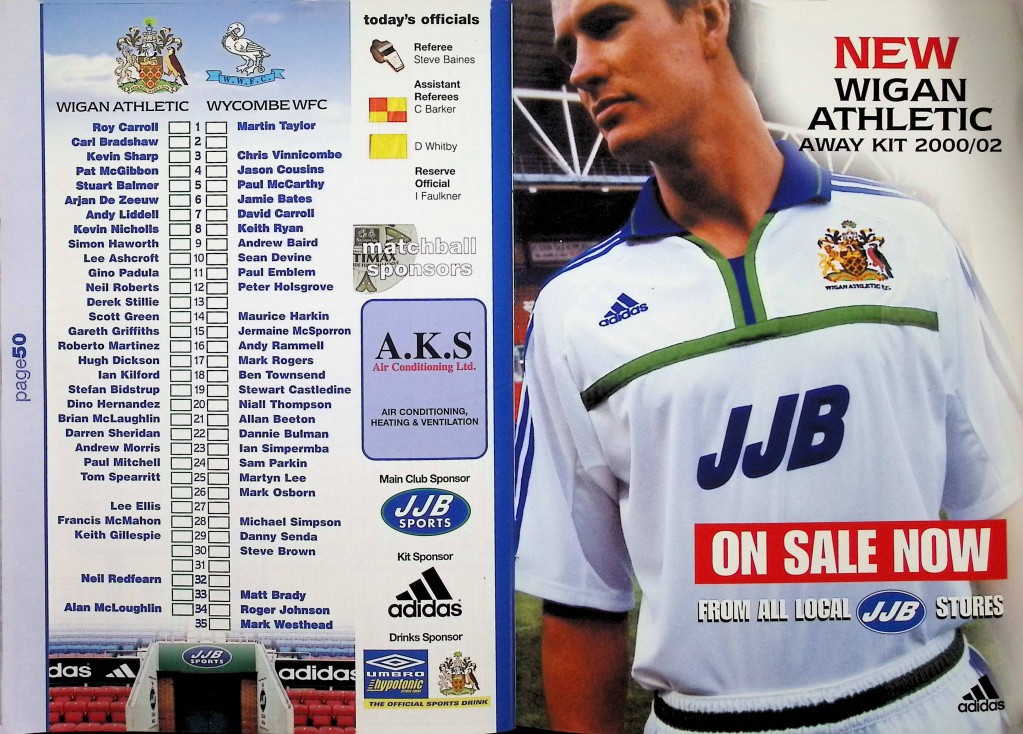 page50
W.W.F.C.
WIGAN ATHLETIC WYCOMBE WFC
Roy Carroll 1 Martin Taylor
Carl Bradshaw 2
Kevin Sharp 3 Chris Vinnicombe
Pat McGibbon 4 Jason Cousins
Stuart Balmer 5 Paul McCarthy
Arjan De Zeeuw 6 Jamie Bates
Andy Liddell 7 David Carroll
Kevin Nicholls 8 Keith Ryan
Simon Haworth 9 Andrew Baird
Lee Ashcroft 10 Sean Devine
Gino Padula 11 Paul Emblem
Neil Roberts 12 Peter Holsgrove
Derek Stillie 13
Scott Green 14 Maurice Harkin
Gareth Griffiths 15 Jermaine McSporron
Roberto Martinez 16 Andy Rammell
Hugh Dickson 17 Mark Rogers
Ian Kilford 18 Ben Townsend
Stefan Bidstrup 19 Stewart Castledine
Dino Hernandez 20 Niall Thompson
Brian McLaughlin 21 Allan Beeton
Darren Sheridan 22 Dannie Bulman
Andrew Morris 23 Ian Simpermba
Paul Mitchell 24 Sam Parkin
Tom Spearritt 25 Martyn Lee
26 Mark Osborn
Lee Ellis 27
Francis McMahon 28 Michael Simpson
Keith Gillespie 29 Danny Senda
30 Steve Brown
31
Neil Redfearn 32
33 Matt Brady
Alan McLoughlin 34 Roger Johnson
35 Mark Westhead
JJB
SPORTS
adidas
adidas
today's officials
Referee
Steve Baines
Assistant
Referees
C Barker
D Whitby
Reserve
Official
I Faulkner
matchball
sponsors
A.K.S
Air Conditioning Ltd.
AIR CONDITIONING,
HEATING & VENTILATION
Main Club Sponsor
JJB
SPORTS
Kit Sponsor
adidas
Drinks Sponsor
UMBRO
hypotonic
THE OFFICIAL SPORTS DRINK
NEW
WIGAN
ATHLETIC
AWAY KIT 2000/02
adidas
WIGAN ATHLETIC F.C.
JJB
ON SALE NOW
FROM ALL LOCAL JJB STORES
adidas